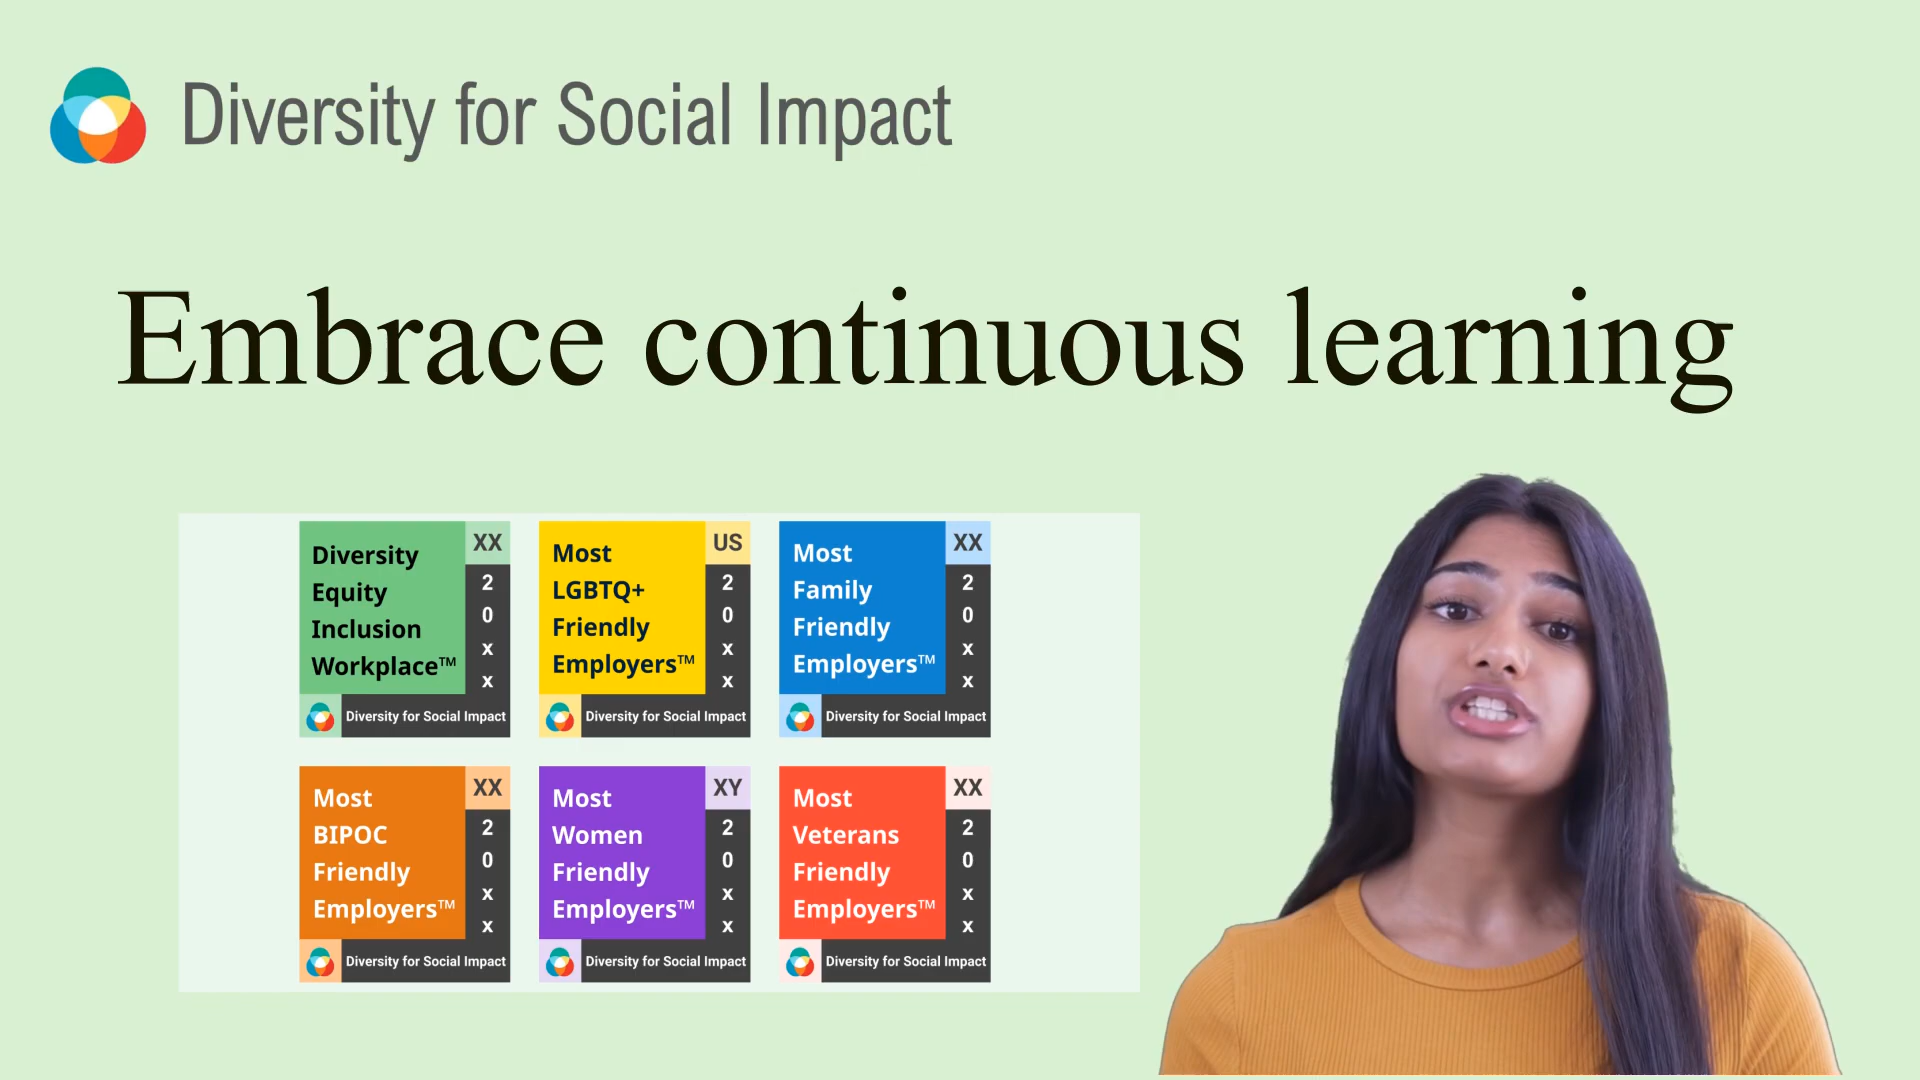 Diversity for Social Impact
Embrace continuous learning
Diversity
Equity
Inclusion
Workplace™
XX
2
0
x
x
Diversity for Social Impact
Most
LGBTQ+
Friendly
Employers™
US
2
0
x
x
Diversity for Social Impact
Most
Family
Friendly
Employers™
XX
2
0
x
x
Diversity for Social Impact
Most
BIPOC
Friendly
Employers™
XX
2
0
x
x
Diversity for Social Impact
Most
Women
Friendly
Employers™
XY
2
0
x
x
Diversity for Social Impact
Most
Veterans
Friendly
Employers™
XX
2
0
x
x
Diversity for Social Impact